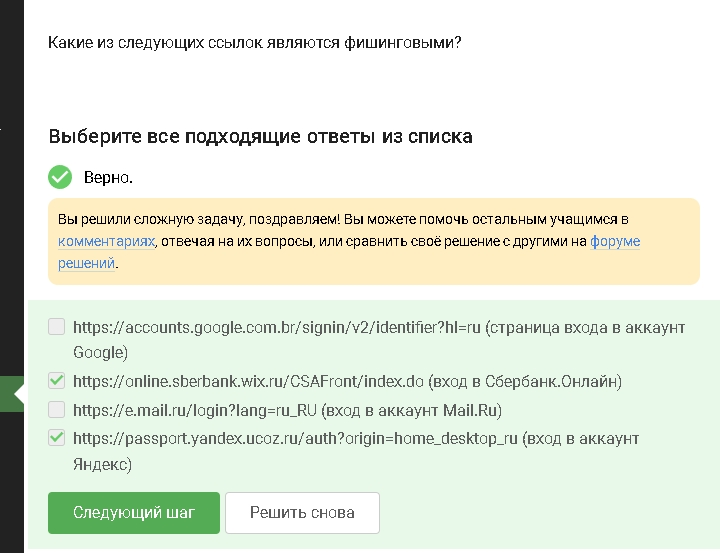 Какие из следующих ссылок являются фишинговыми?
Выберите все подходящие ответы из списка
Верно.
Вы решили сложную задачу, поздравляем! Вы можете помочь остальным учащимся в
комментариях, отвечая на их вопросы, или сравнить своё решение с другими на форуме
решений.
https://accounts.google.com.br/signin/v2/identifier?hl=ru (страница входа в аккаунт
Google)
https://online.sberbank.wix.ru/CSAFront/index.do (вход в Сбербанк.Онлайн)
https://e.mail.ru/login?lang=ru_RU (вход в аккаунт Mail.Ru)
https://passport.yandex.ucoz.ru/auth?origin=home_desktop_ru (вход в аккаунт
Яндекс)
Следующий шаг
Решить снова